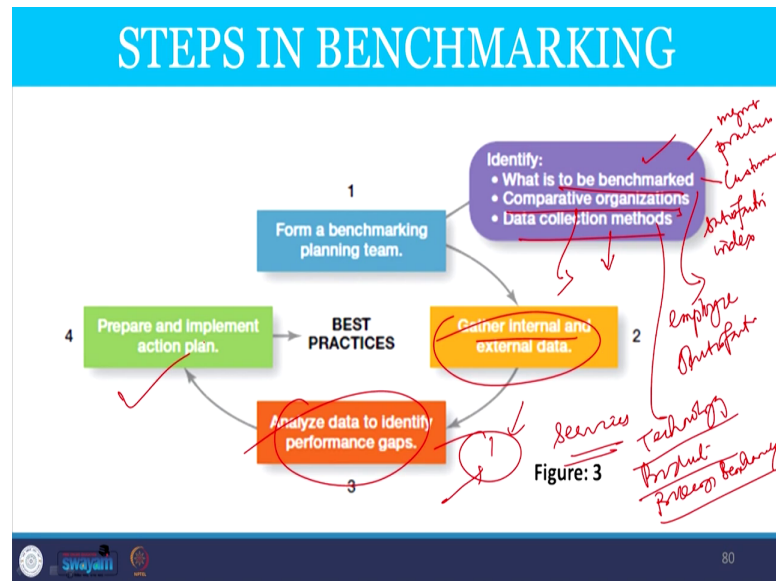 STEPS IN BENCHMARKING
Identify:
• What is to be benchmarked
• Comparative organizations
• Data collection methods
mgmt
practices
Customer
satisfaction
index
employee
satisfaction
1
Form a benchmarking
planning team.
Gather internal and
external data.
2
4
Prepare and implement
action plan.
BEST
PRACTICES
Analyze data to identify
performance gaps.
3
Services
Technology
Product
Figure: 3
swayam
80